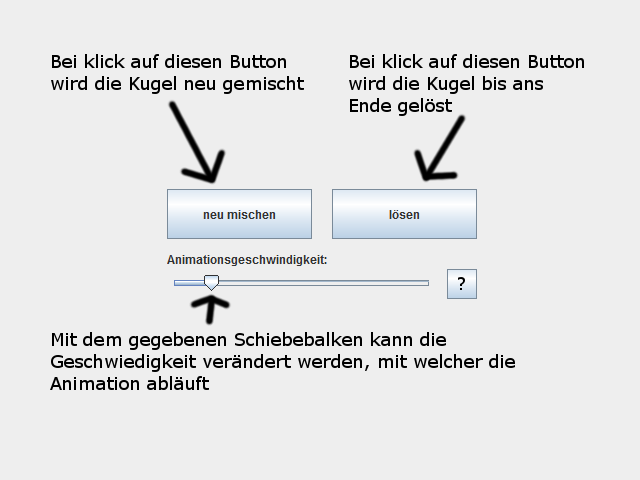 Bei klick auf diesen Button
wird die Kugel neu gemischt
Bei klick auf diesen Button
wird die Kugel bis ans
Ende gelöst
neu mischen
lösen
Animationsgeschwindigkeit:
?
Mit dem gegebenen Schiebebalken kann die
Geschwiedigkeit verändert werden, mit welcher die
Animation abläuft